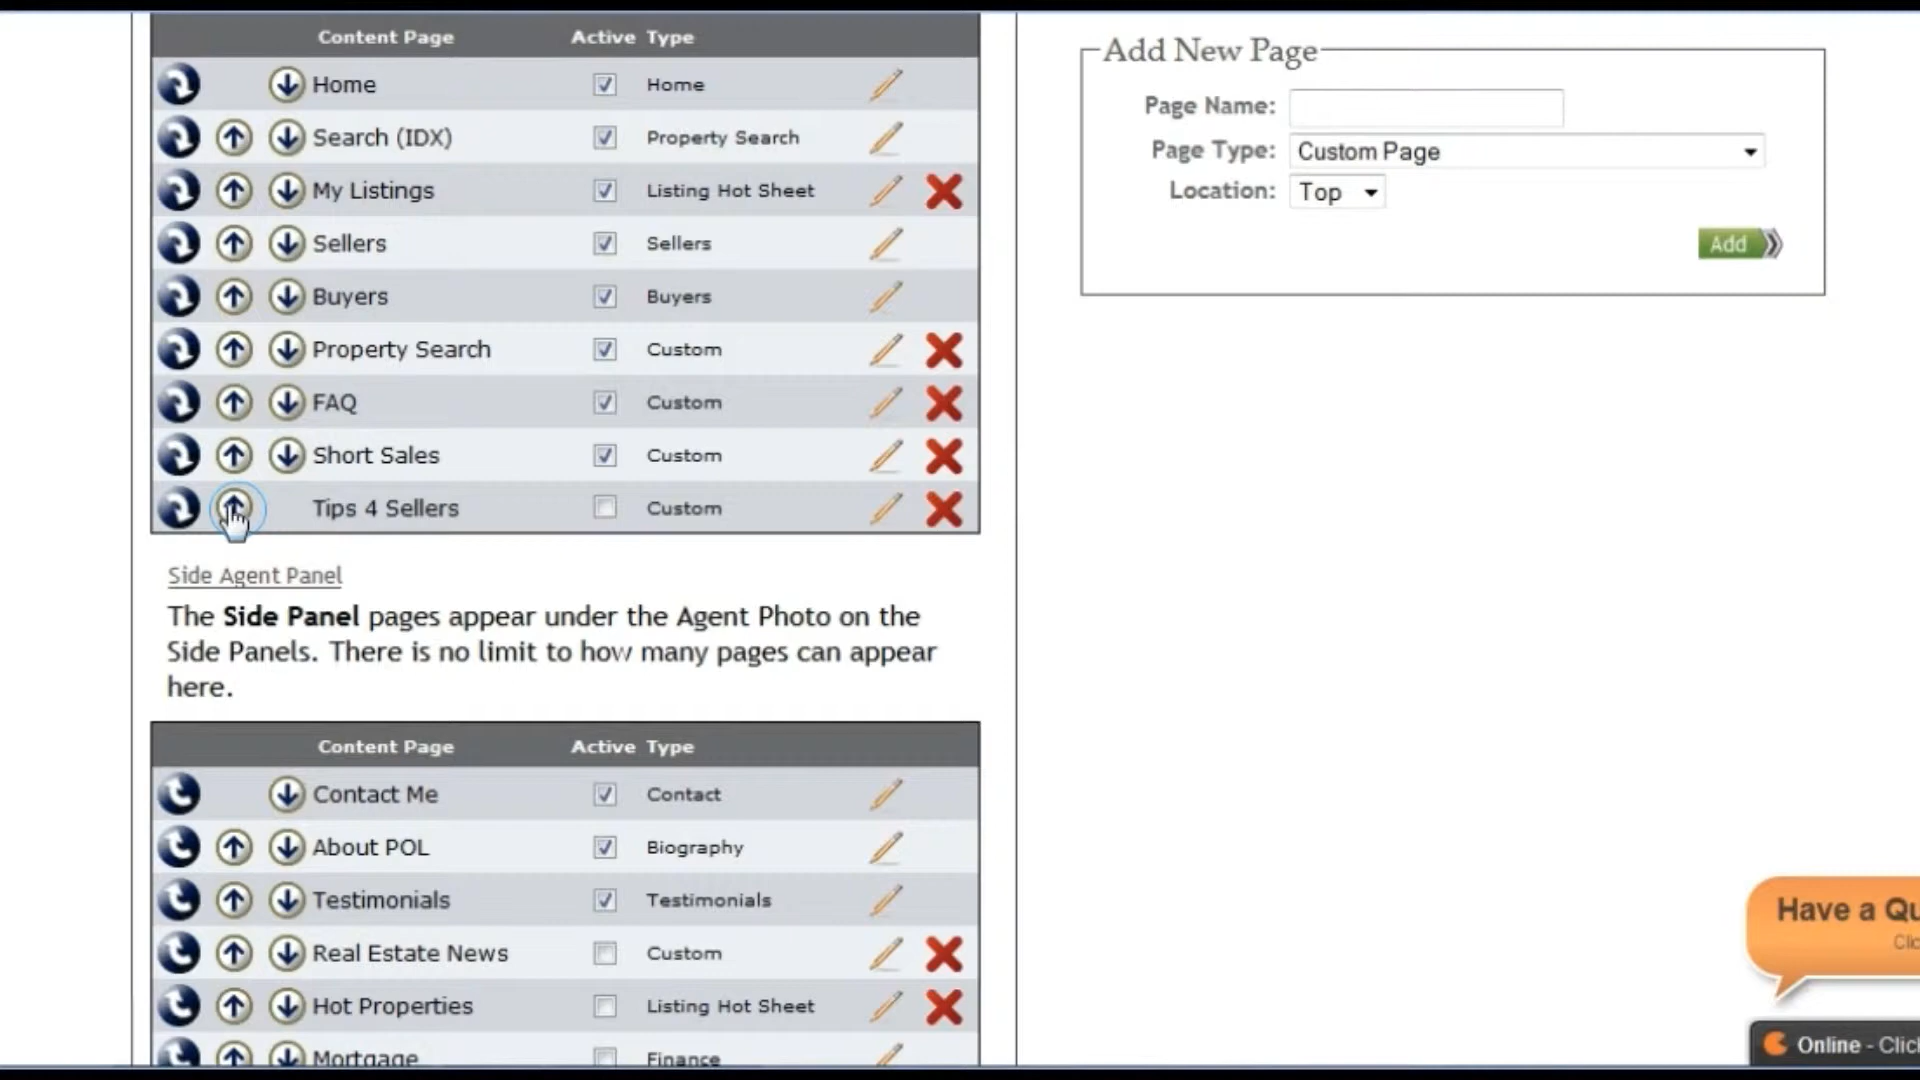 Content Page Active Type
Home Home
Search (IDX) Property Search
My Listings Listing Hot Sheet
Sellers Sellers
Buyers Buyers
Property Search Custom
FAQ Custom
Short Sales Custom
Tips 4 Sellers Custom
Side Agent Panel
The Side Panel pages appear under the Agent Photo on the
Side Panels. There is no limit to how many pages can appear
here.
Content Page Active Type
Contact Me Contact
About POL Biography
Testimonials Testimonials
Real Estate News Custom
Hot Properties Listing Hot Sheet
Mortgage Finance
Add New Page
Page Name:
Page Type: Custom Page
Location: Top
Add
Have a Qu
Clic
Online - Click